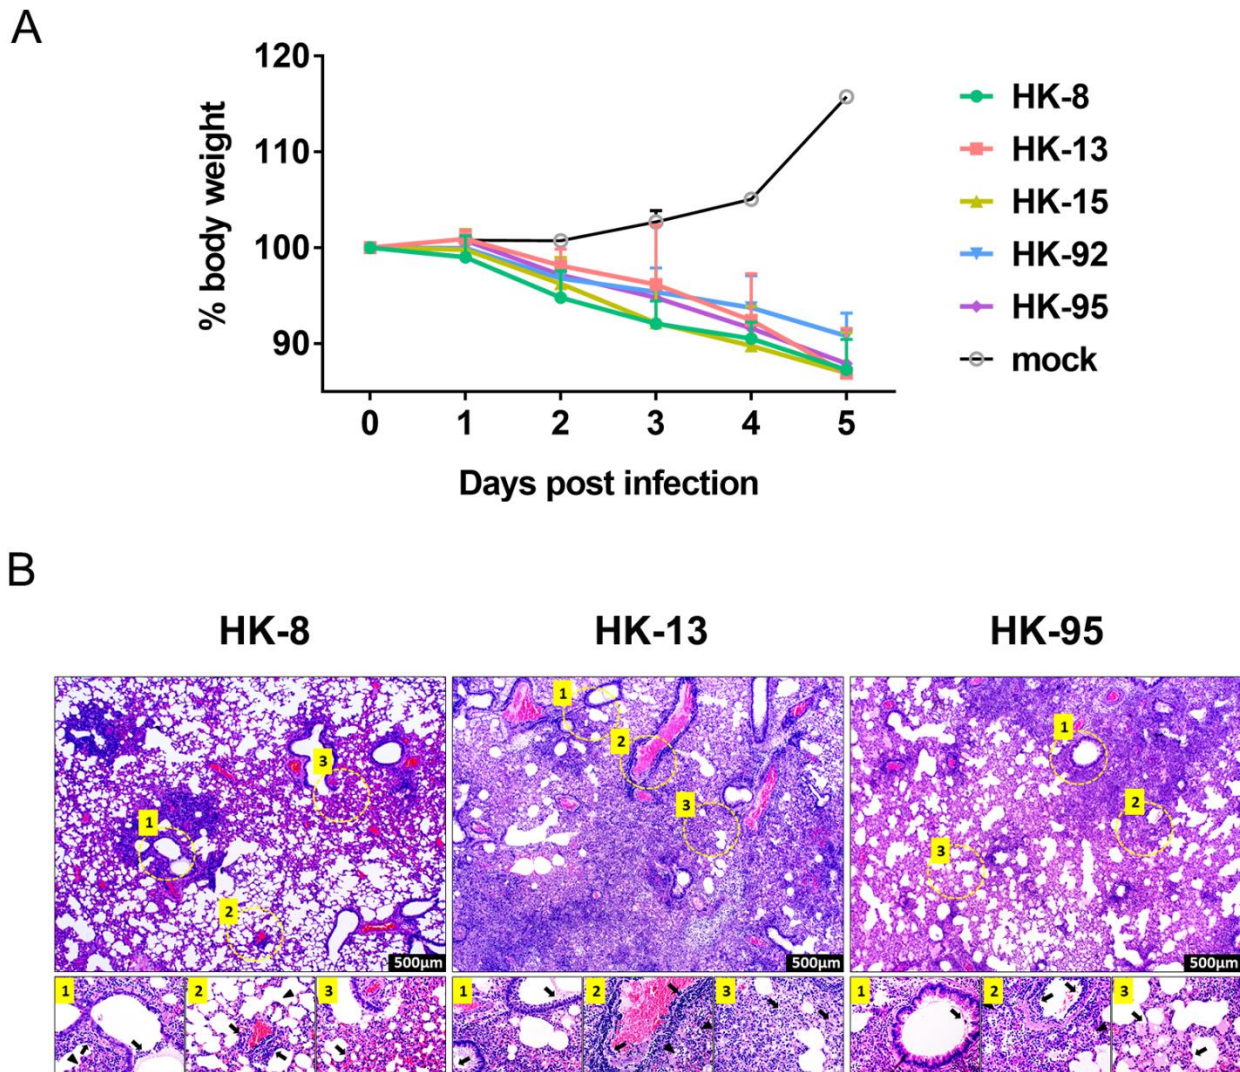 A
120
110
100
90
% body weight
0 1 2 3 4 5
Days post infection
HK-8
HK-13
HK-15
HK-92
HK-95
mock
B
HK-8 HK-13 HK-95
1 2 3 500μm
1 2 3 500μm
1 2 3 500μm
1 2 3 1 2 3 1 2 3